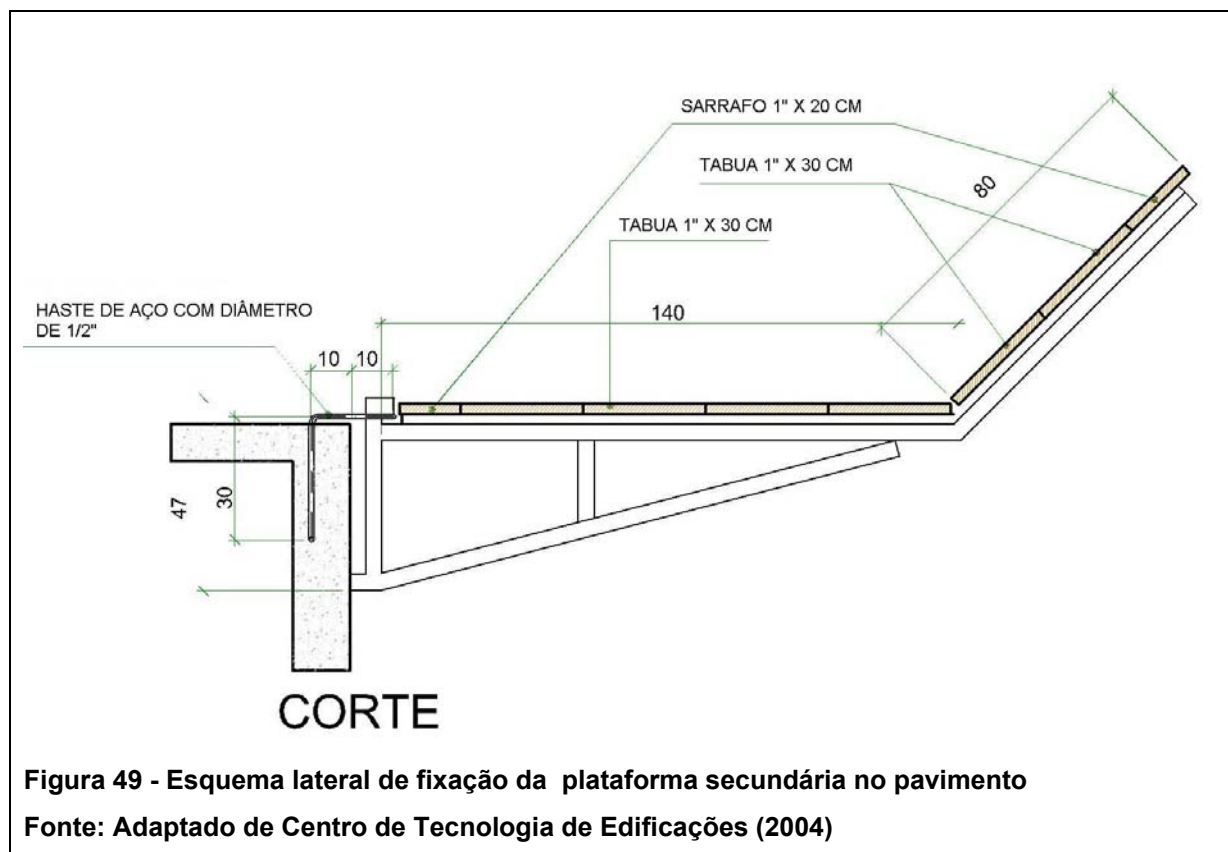 SARRAFO 1" X 20 CM
TABUA 1" X 30 CM
80
TABUA 1" X 30 CM
HASTE DE AÇO COM DIÂMETRO
DE 1/2"
140
10 10
30
47
CORTE
Figura 49 - Esquema lateral de fixação da plataforma secundária no pavimento
Fonte: Adaptado de Centro de Tecnologia de Edificações (2004)